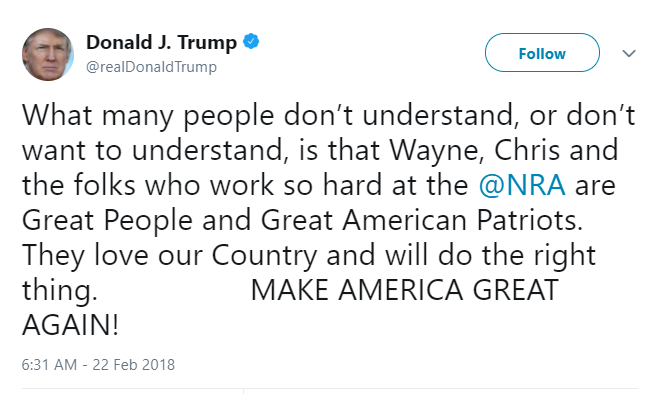 Donald J. Trump
@realDonaldTrump
Follow
What many people don’t understand, or don’t
want to understand, is that Wayne, Chris and
the folks who work so hard at the @NRA are
Great People and Great American Patriots.
They love our Country and will do the right
thing. MAKE AMERICA GREAT
AGAIN!
6:31 AM - 22 Feb 2018